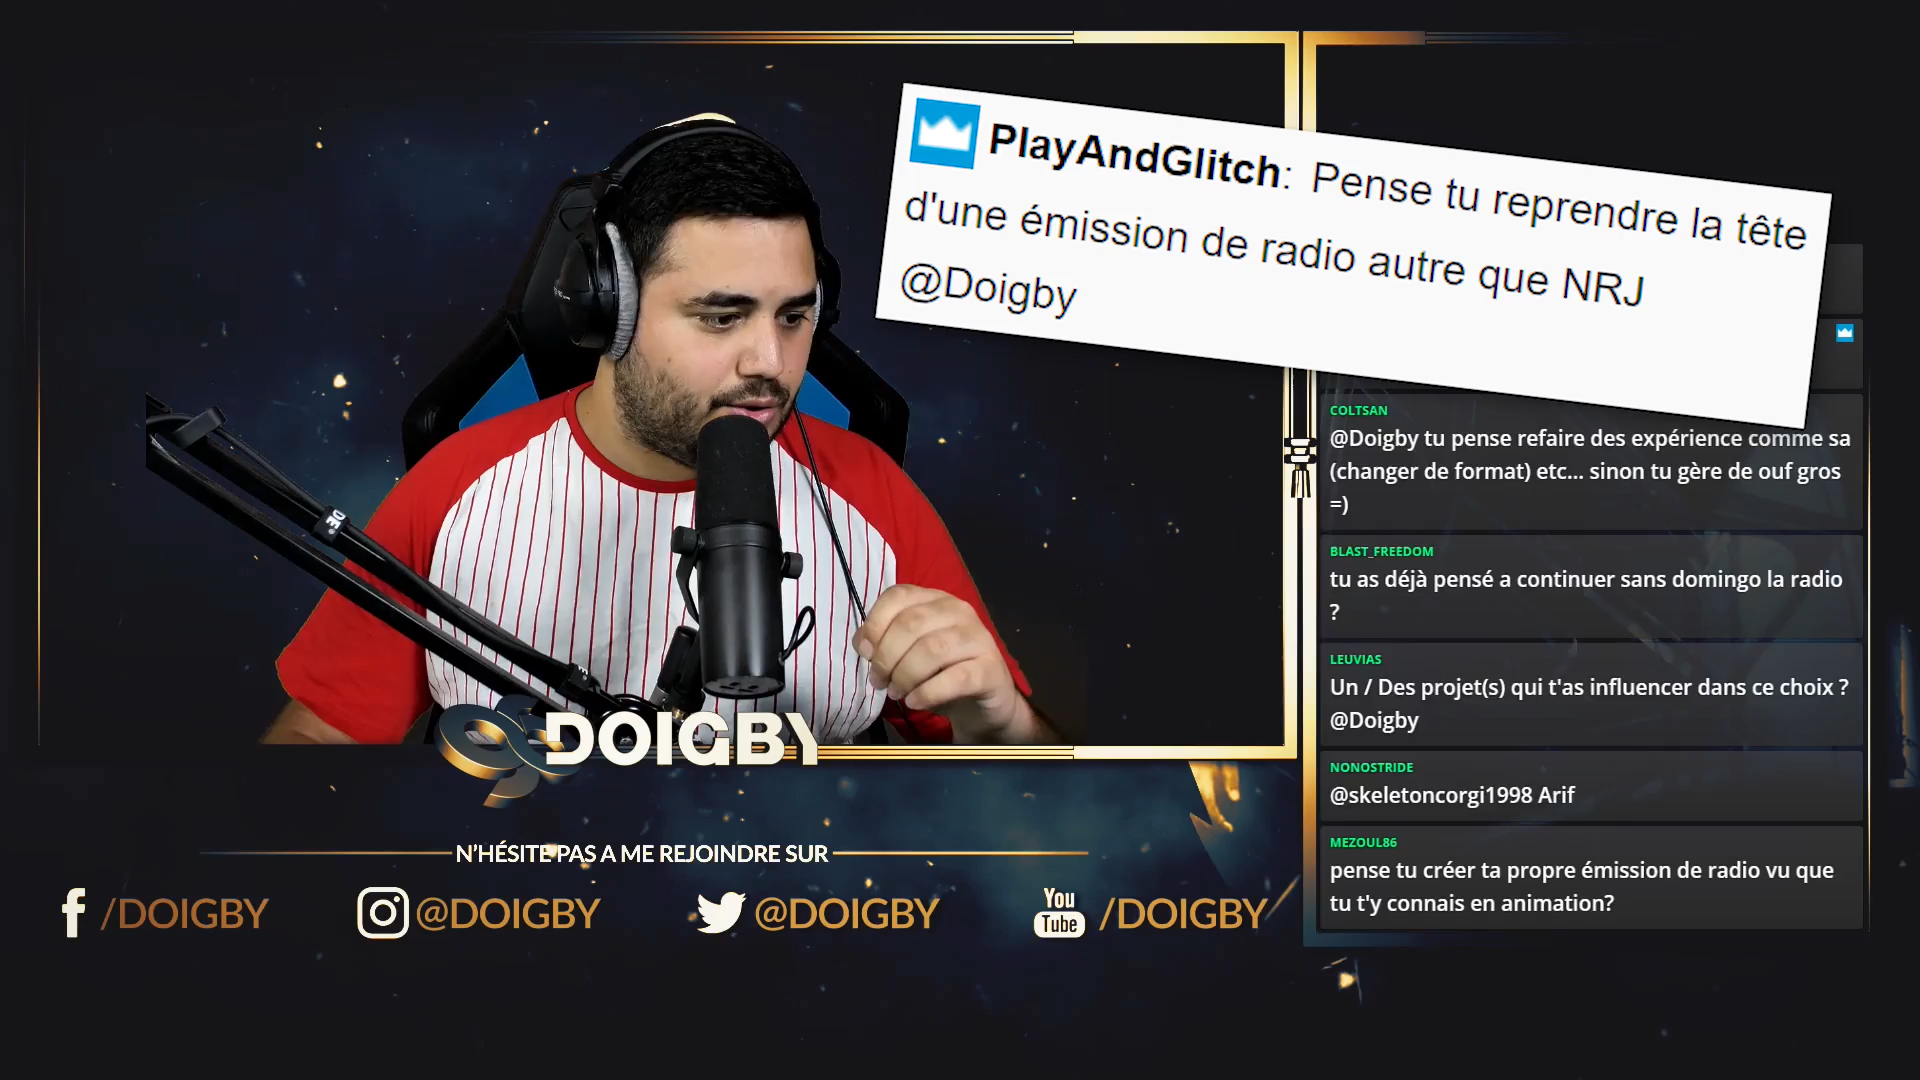 PlayAndGlitch: Pense tu reprendre la tête
d'une émission de radio autre que NRJ
@Doigby
COLTSAN
@Doigby tu pense refaire des expérience comme sa
(changer de format) etc... sinon tu gère de ouf gros
=)
BLAST_FREEDOM
tu as déjà pensé a continuer sans domingo la radio
?
LEUVIAS
Un / Des projet(s) qui t'as influencer dans ce choix ?
@Doigby
NONOSTRIDE
@skeletoncorgi1998 Arif
MEZOUL86
pense tu créer ta propre émission de radio vu que
tu t'y connais en animation?
DOIGBY
N'HÉSITE PAS A ME REJOINDRE SUR
/DOIGBY
@DOIGBY
@DOIGBY
You
Tube
/DOIGBY